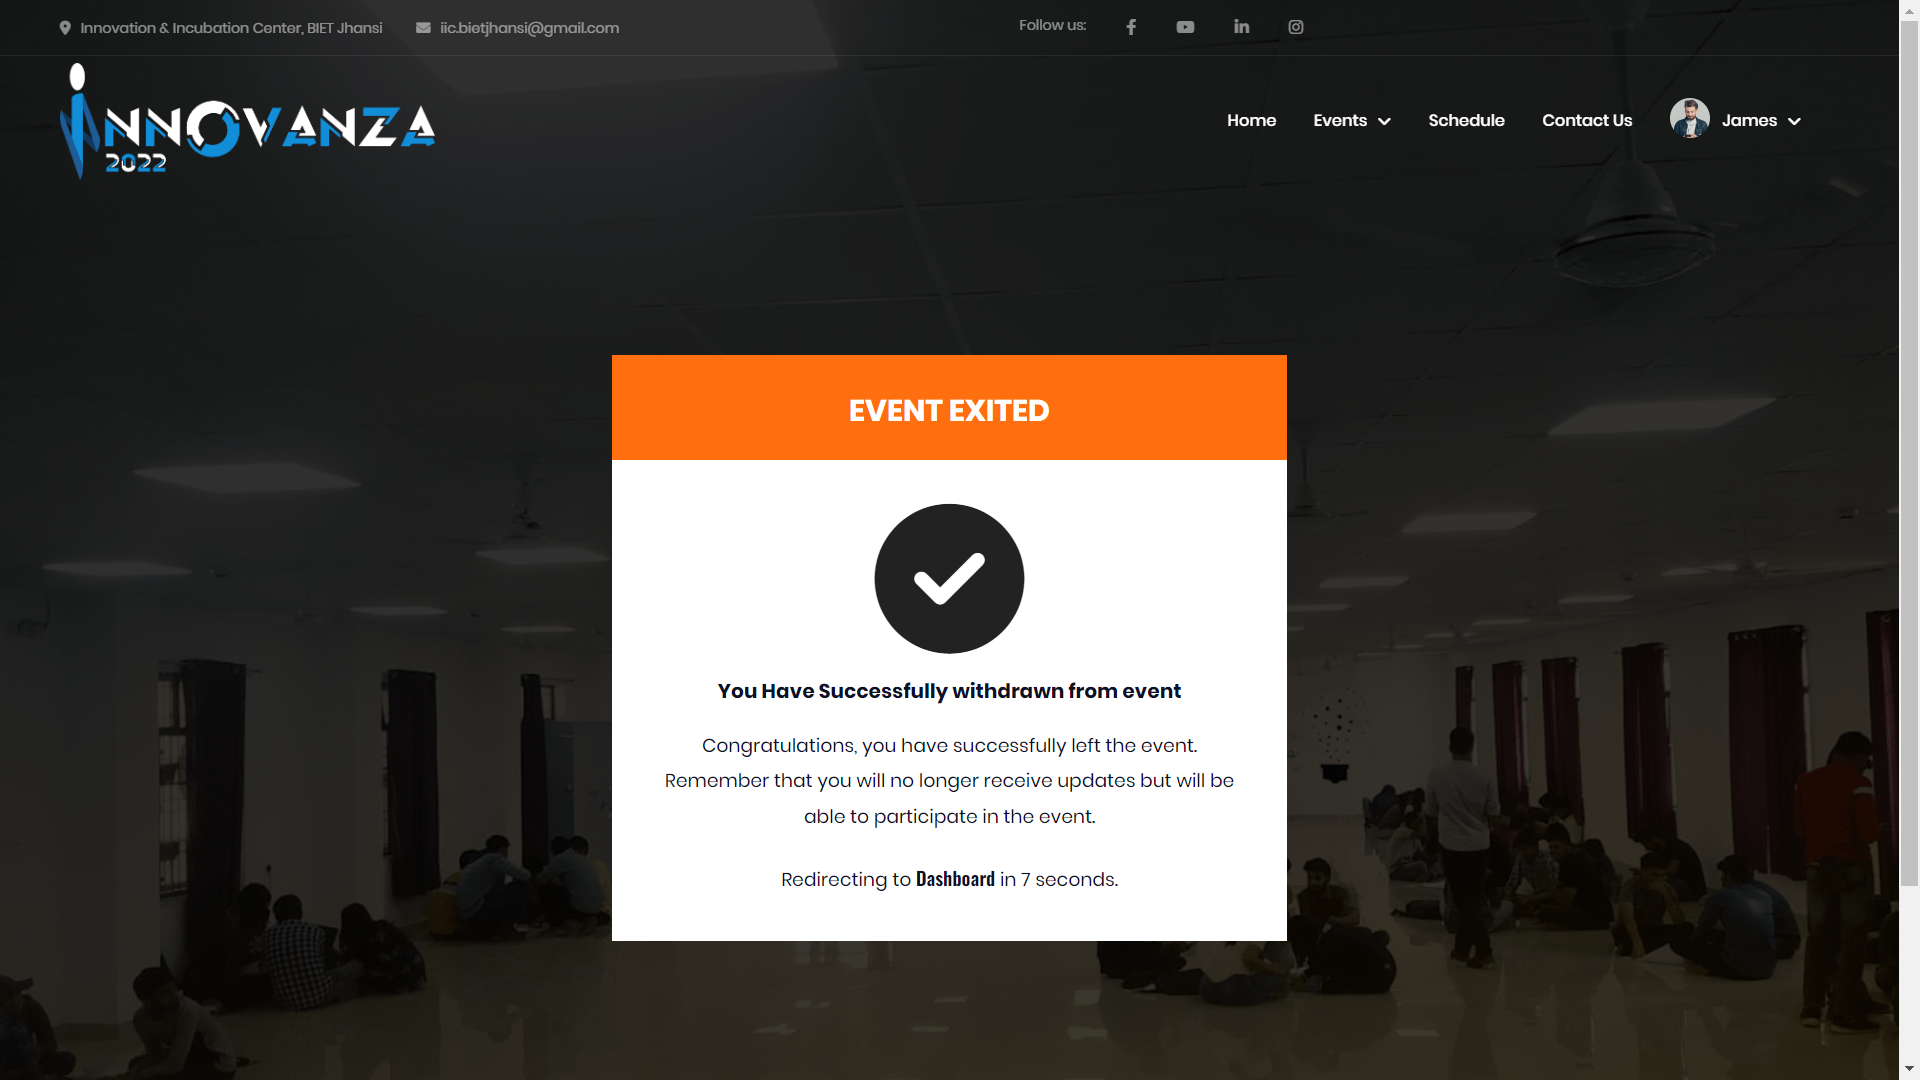 Innovation & Incubation Center, BIET Jhansi
iic.bietjhansi@gmail.com
Follow us:
INNOVANZA
2022
Home
Events
Schedule
Contact Us
James
EVENT EXITED
You Have Successfully withdrawn from event
Congratulations, you have successfully left the event.
Remember that you will no longer receive updates but will be
able to participate in the event.
Redirecting to Dashboard in 7 seconds.